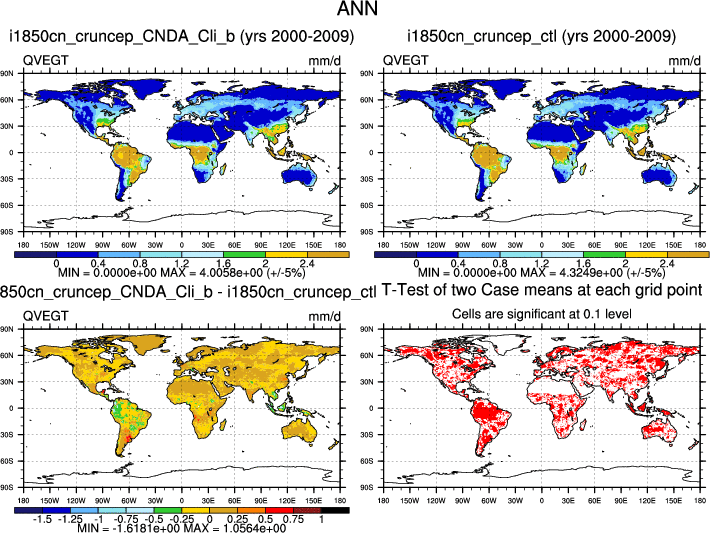 ANN
i1850cn_cruncep_CNDA_Cli_b (yrs 2000-2009)
i1850cn_cruncep_ctl (yrs 2000-2009)
QVEGT mm/d
QVEGT mm/d
90N
60N
30N
0
30S
60S
90S
180 150W 120W 90W 60W 30W 0 30E 60E 90E 120E 150E 180
90N
60N
30N
0
30S
60S
90S
180 150W 120W 90W 60W 30W 0 30E 60E 90E 120E 150E 180
0 0.4 0.8 1.2 1.6 2 2.4
MIN = 0.0000e+00 MAX = 4.0058e+00 (+/-5%)
0 0.4 0.8 1.2 1.6 2 2.4
MIN = 0.0000e+00 MAX = 4.3249e+00 (+/-5%)
850cn_cruncep_CNDA_Cli_b - i1850cn_cruncep_ctl
T-Test of two Case means at each grid point
QVEGT mm/d
Cells are significant at 0.1 level
90N
60N
30N
0
30S
60S
90S
180 150W 120W 90W 60W 30W 0 30E 60E 90E 120E 150E 180
90N
60N
30N
0
30S
60S
90S
180 150W 120W 90W 60W 30W 0 30E 60E 90E 120E 150E 180
-1.5 -1.25 -1 -0.75 -0.5 -0.25 0 0.25 0.5 0.75 1
MIN = -1.6181e+00 MAX = 1.0564e+00